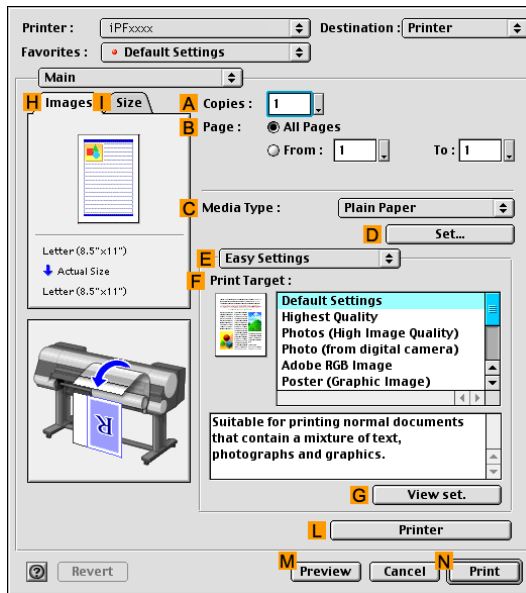 Printer : iPFxxxx Destination : Printer
Favorites : Default Settings
Main
H Images I Size
A Copies : 1
B Page : All Pages
From : 1 To : 1
C Media Type : Plain Paper
D Set...
Letter (8.5"x11")
Actual Size
Letter (8.5"x11")
E Easy Settings
F Print Target :
Default Settings
Highest Quality
Photos (High Image Quality)
Photo (from digital camera)
Adobe RGB Image
Poster (Graphic Image)
R
Suitable for printing normal documents
that contain a mixture of text,
photographs and graphics.
G View set.
L Printer
? Revert M Preview Cancel N Print